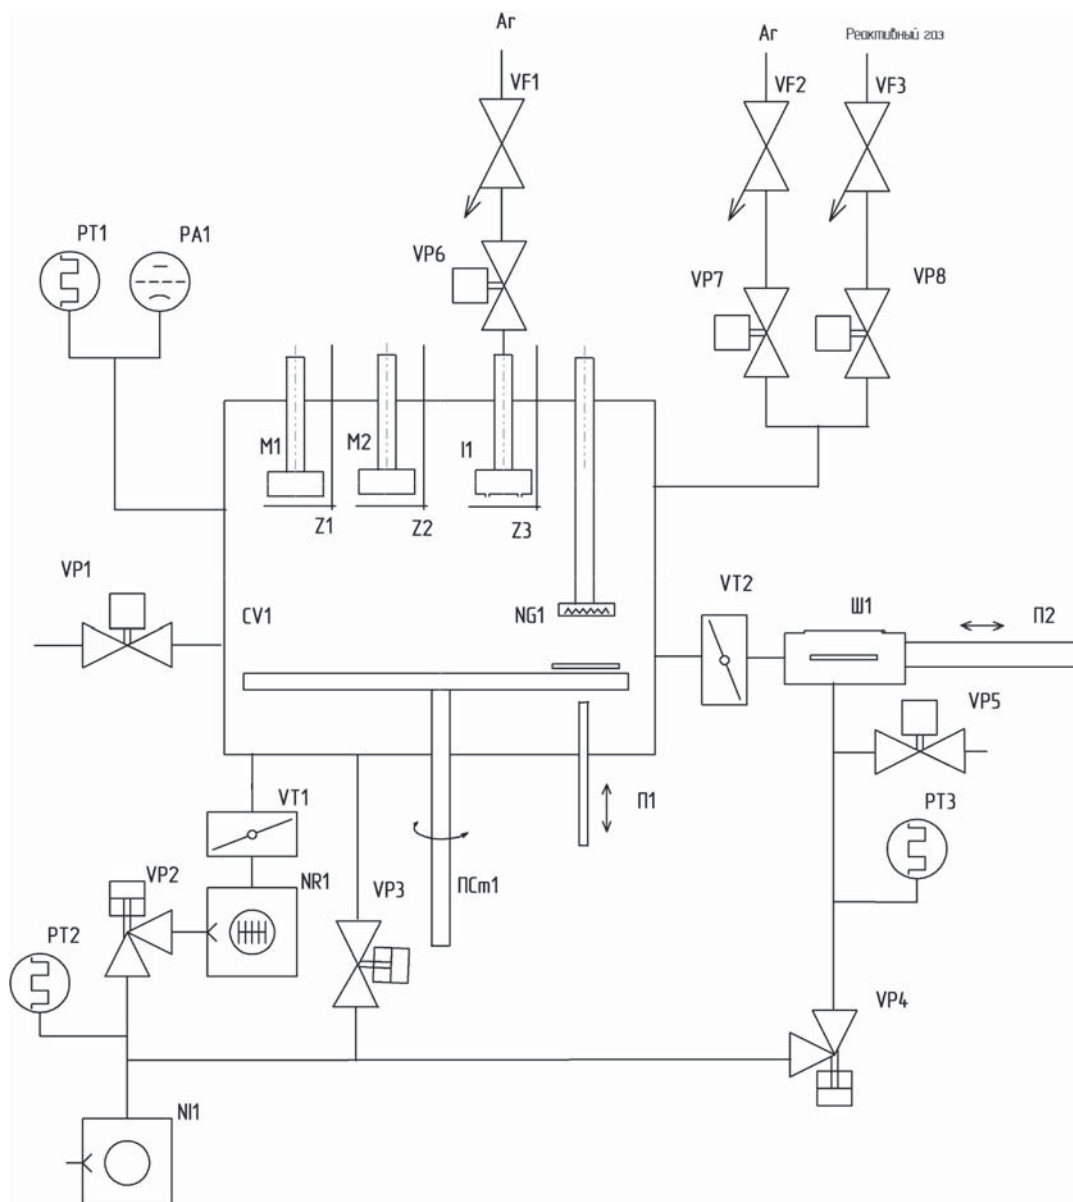 Ar
Ar
Реактивный газ
VF1
VF2
VF3
PT1
PA1
VP6
VP7
VP8
M1
M2
I1
Z1
Z2
Z3
VP1
CV1
NG1
VT2
Ш1
П2
VP5
VT1
П1
PT3
VP2
NR1
VP3
ПСт1
PT2
VP4
NI1